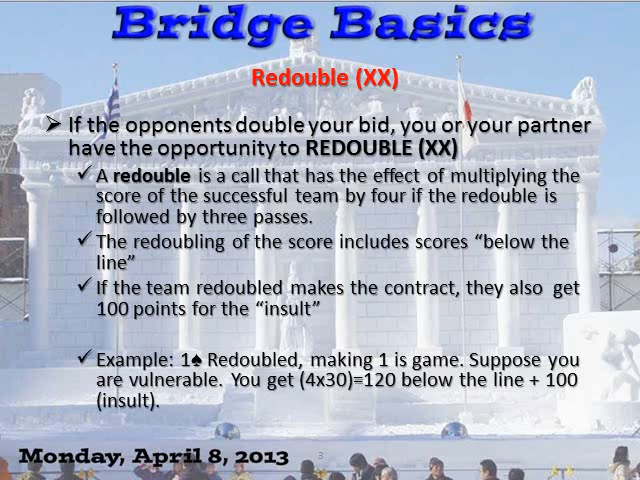 Bridge Basics
Redouble (XX)
➢ If the opponents double your bid, you or your partner
have the opportunity to REDOUBLE (XX)
✓ A redouble is a call that has the effect of multiplying the
score of the successful team by four if the redouble is
followed by three passes.
✓ The redoubling of the score includes scores “below the
line”
✓ If the team redoubled makes the contract, they also get
100 points for the “insult”
✓ Example: 1♠ Redoubled, making 1 is game. Suppose you
are vulnerable. You get (4x30)=120 below the line + 100
(insult).
Monday, April 8, 2013
3